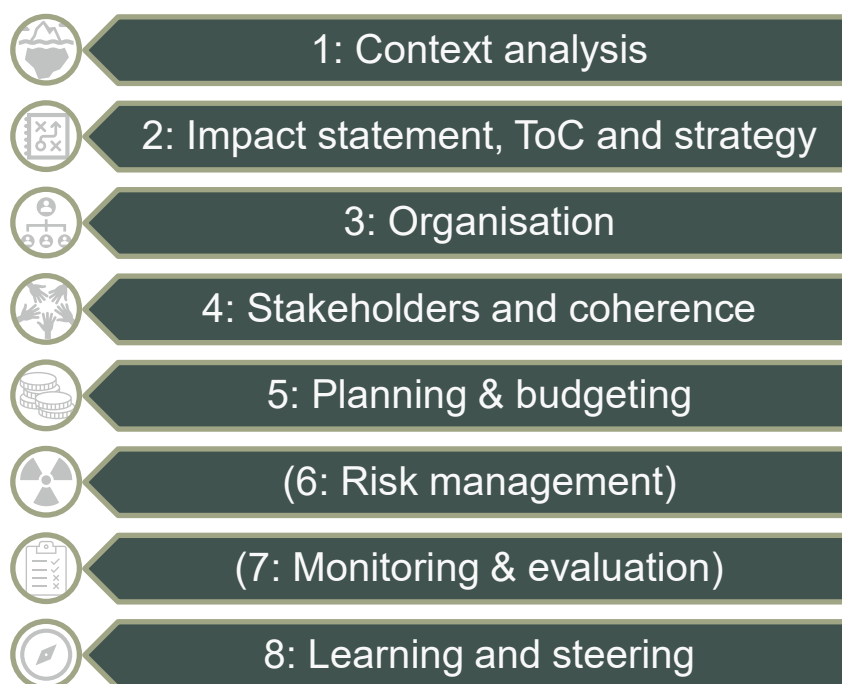 1: Context analysis
2: Impact statement, ToC and strategy
3: Organisation
4: Stakeholders and coherence
5: Planning & budgeting
(6: Risk management)
(7: Monitoring & evaluation)
8: Learning and steering